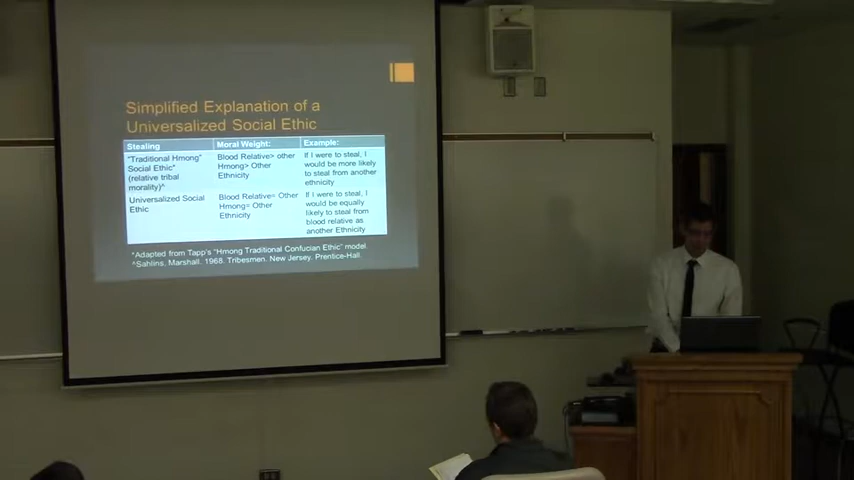 Simplified Explanation of a
Universalized Social Ethic
Stealing Moral Weight: Example:
"Traditional Hmong"
Social Ethic"
(relative tribal
morality)^
Blood Relative> other
Hmong> Other
Ethnicity
If I were to steal, I
would be more likely
to steal from another
ethnicity
Universalized Social
Ethic
Blood Relative= Other
Hmong= Other
Ethnicity
If I were to steal, I
would be equally
likely to steal from
blood relative as
another Ethnicity
*Adapted from Tapp's "Hmong Traditional Confucian Ethic" model.
^Sahlins, Marshall. 1968. Tribesmen. New Jersey. Prentice-Hall.